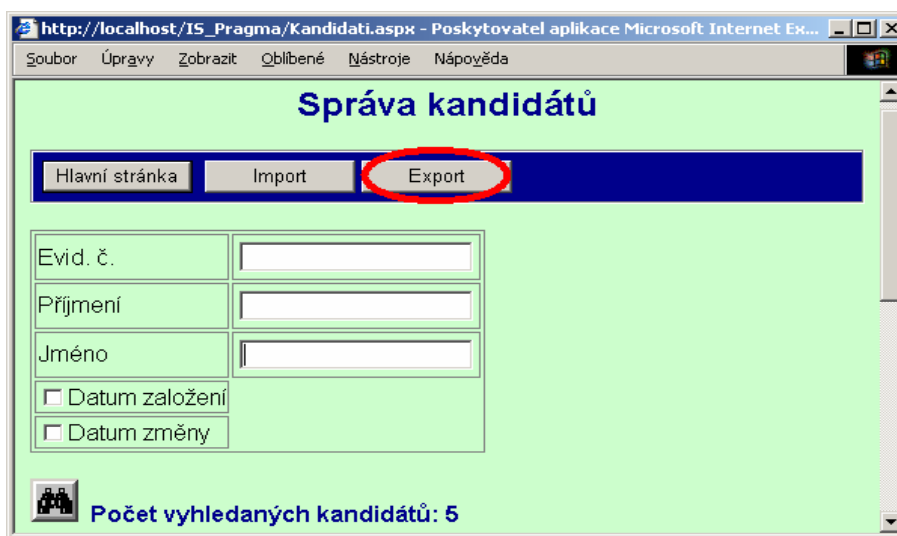 http://localhost/IS_Pragma/Kandidati.aspx - Poskytovatel aplikace Microsoft Internet Ex...
Soubor Úpravy Zobrazit Oblíbené Nástroje Nápověda
Správa kandidátů
Hlavní stránka Import Export
Evid. č.
Příjmení
Jméno
Datum založení
Datum změny
Počet vyhledaných kandidátů: 5